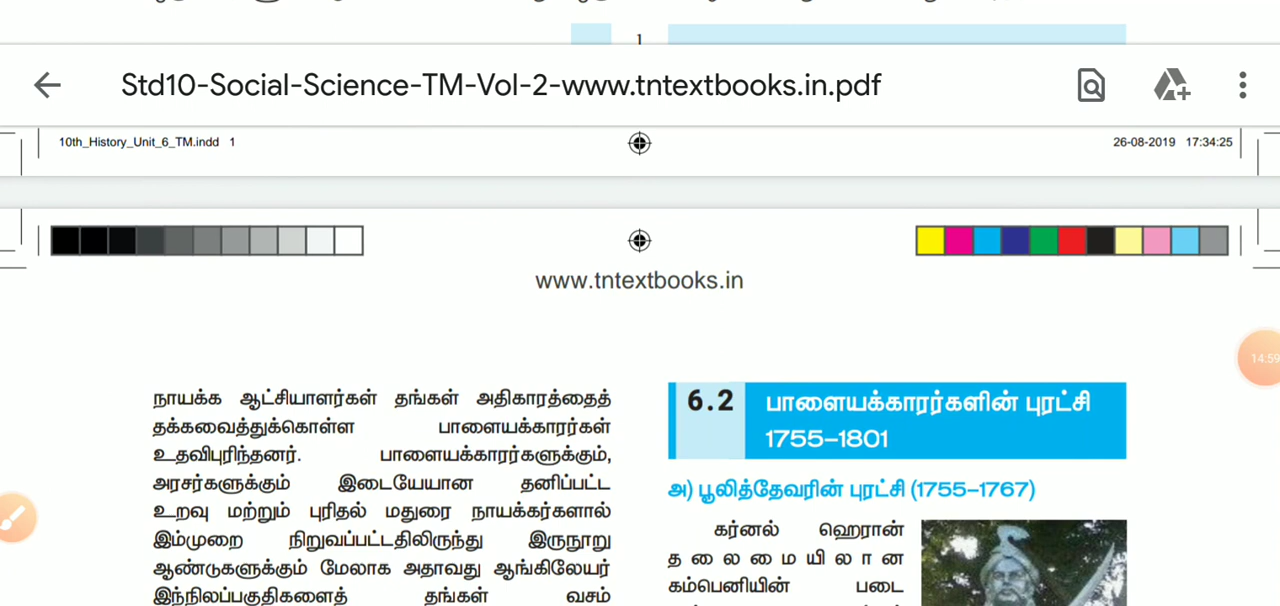 1
Std10-Social-Science-TM-Vol-2-www.tntextbooks.in.pdf
10th_History_Unit_6_TM.indd 1
26-08-2019 17:34:25
www.tntextbooks.in
14:59
நாயக்க ஆட்சியாளர்கள் தங்கள் அதிகாரத்தைத்
தக்கவைத்துக்கொள்ள பாளையக்காரர்கள்
உதவிபுரிந்தனர். பாளையக்காரர்களுக்கும்,
அரசர்களுக்கும் இடையேயான தனிப்பட்ட
உறவு மற்றும் புரிதல் மதுரை நாயக்கர்களால்
இம்முறை நிறுவப்பட்டதிலிருந்து இருநூறு
ஆண்டுகளுக்கும் மேலாக அதாவது ஆங்கிலேயர்
இந்நிலப்பகுதிகளைத் தங்கள் வசம்
6.2 பாளையக்காரர்களின் புரட்சி
1755–1801
அ) பூலித்தேவரின் புரட்சி (1755–1767)
கர்னல் ஹெரான்
தலைமையிலான
கம்பெனியின் படை